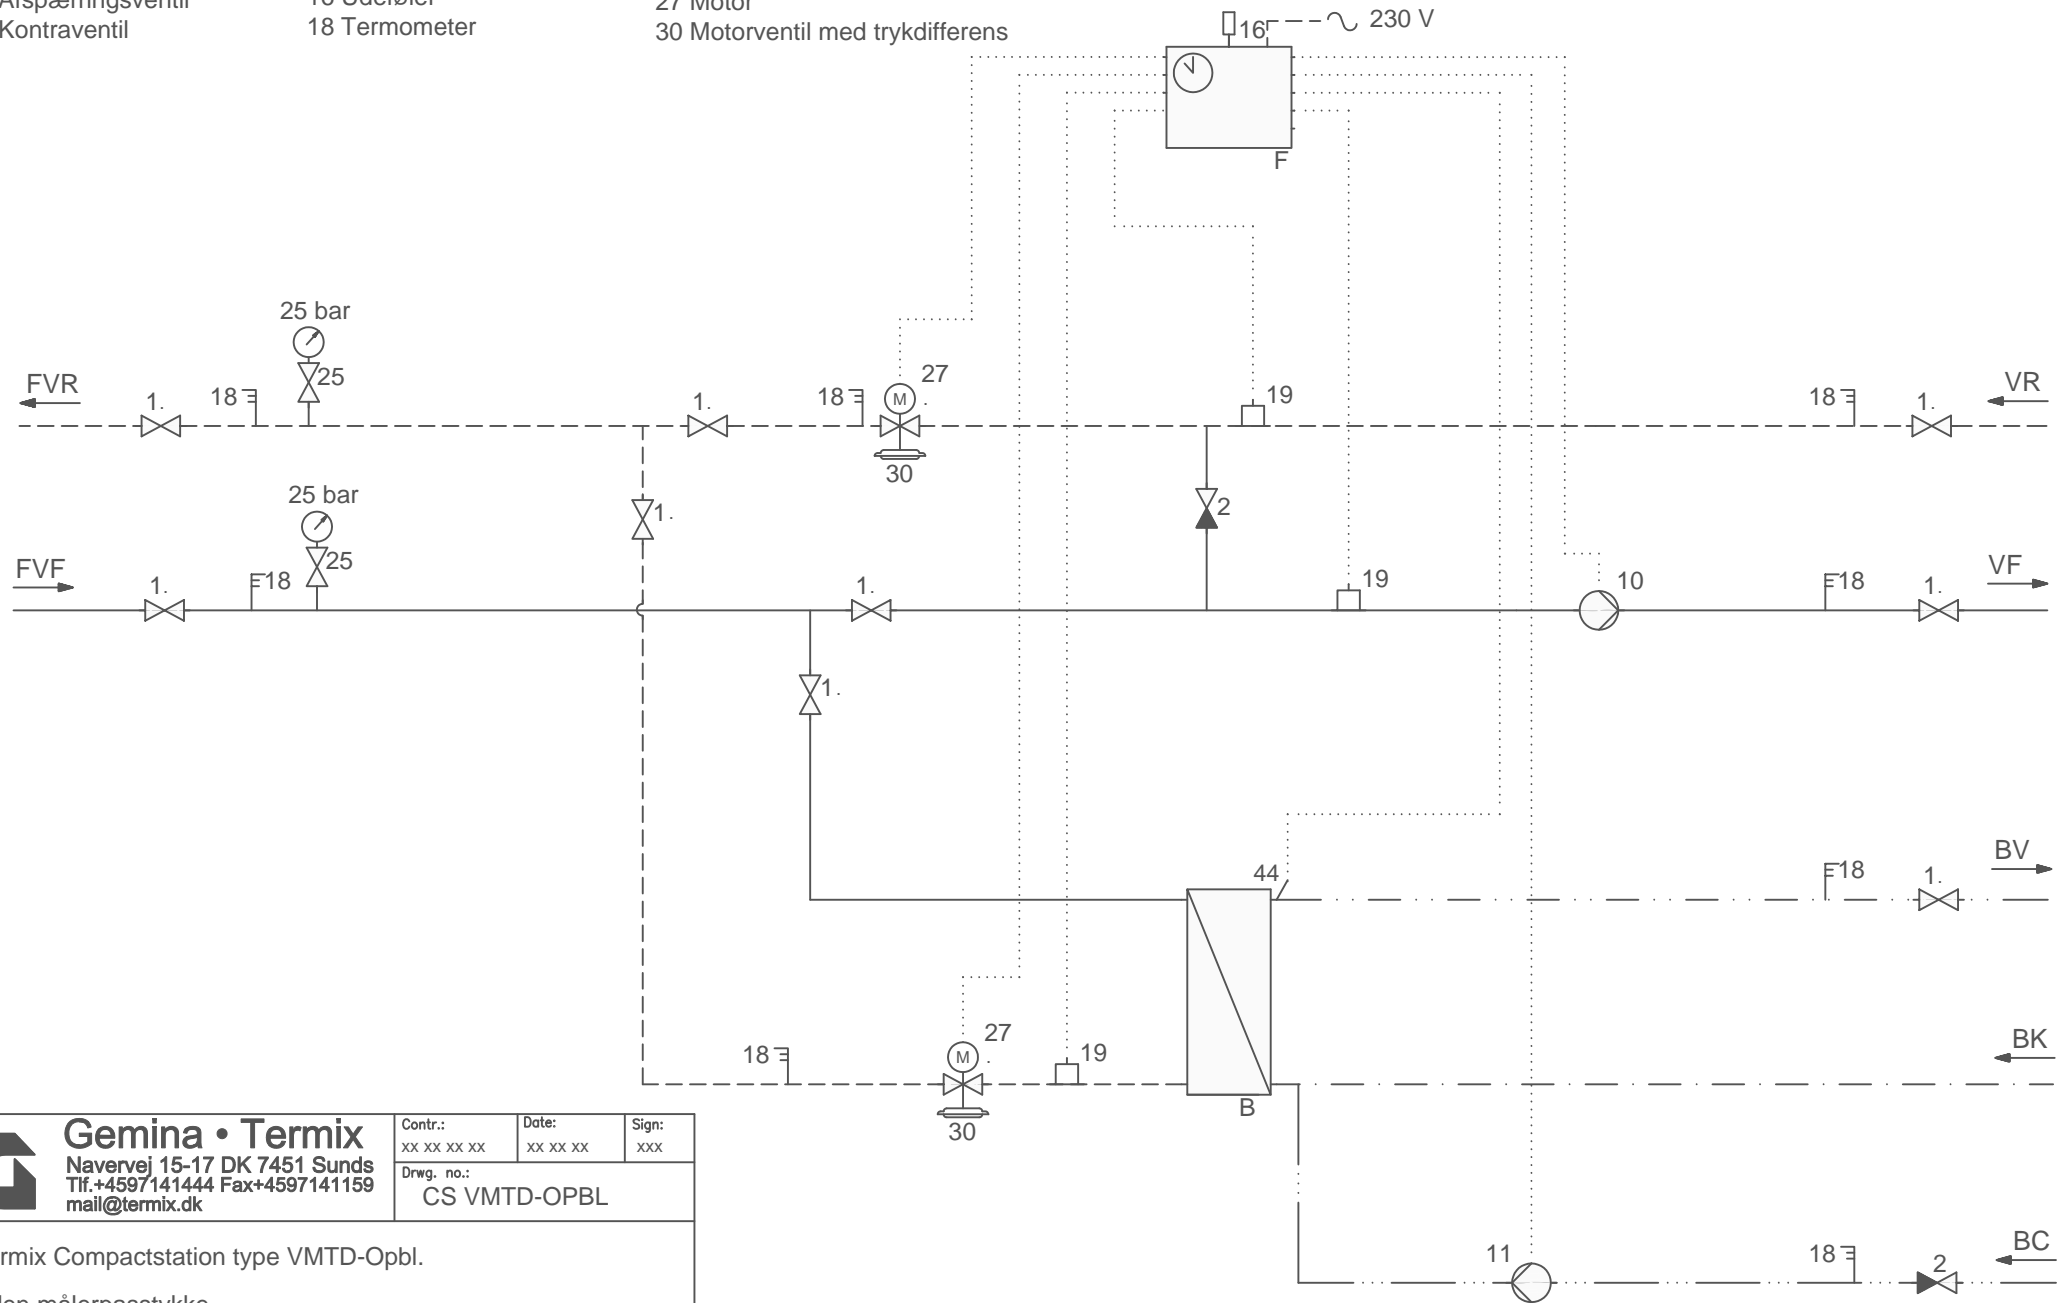 16 Udeføler
27 Motor
Kontraventil
18 Termometer
30 Motorventil med trykdifferens
16
230 V
F
25 bar
FVR
1.
18
25
1.
18
27
M
30
19
18
1.
VR
2
25 bar
FVF
1.
18
25
1.
1.
19
10
18
1.
VF
1.
44
18
1.
BV
18
27
M
30
19
B
BK
11
18
2
BC
Gemina • Termix
Navervej 15-17 DK 7451 Sunds
Tlf.+4597141444 Fax+4597141159
mail@termix.dk
Contr.:
xx xx xx xx
Date:
xx xx xx
Sign:
xxx
Drwg. no.:
CS VMTD-OPBL
rmix Compactstation type VMTD-Opbl.